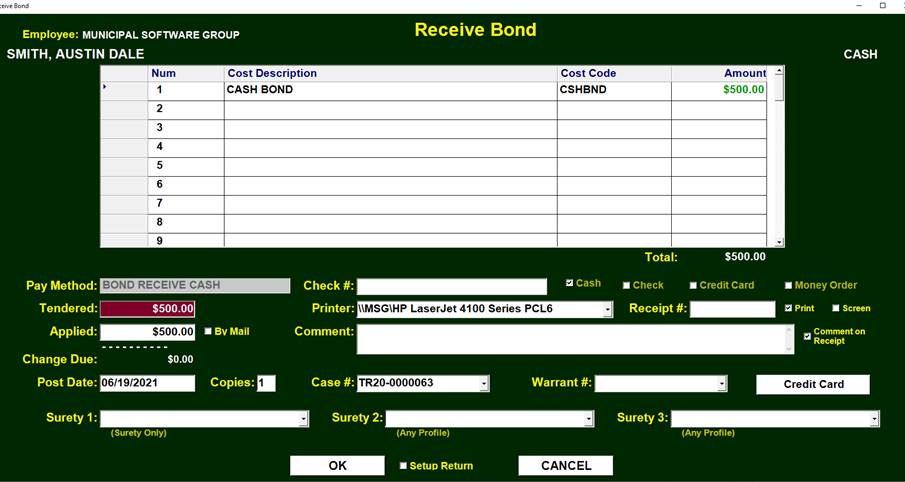 ceive Bond
Employee: MUNICIPAL SOFTWARE GROUP
Receive Bond
SMITH, AUSTIN DALE
CASH
Num Cost Description Cost Code Amount
1 CASH BOND CSHBND $500.00
2
3
4
5
6
7
8
9
Total: $500.00
Pay Method: BOND RECEIVE CASH Check #: Cash Check Credit Card Money Order
Tendered: $500.00 Printer: \\MSG\HP LaserJet 4100 Series PCL6 Receipt #: Print Screen
Applied: $500.00 By Mail Comment: Comment on
Receipt
----------
Change Due: $0.00
Post Date: 06/19/2021 Copies: 1 Case #: TR20-0000063 Warrant #: Credit Card
Surety 1: Surety 2: Surety 3:
(Surety Only) (Any Profile) (Any Profile)
OK Setup Return CANCEL